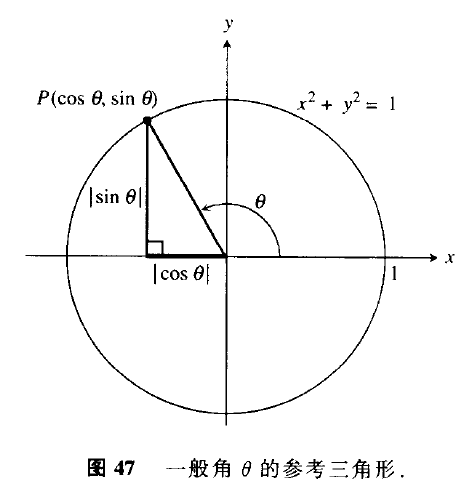 y
P(cos θ, sin θ)
x² + y² = 1
|sin θ|
θ
x
|cos θ|
1
图 47 一般角 θ 的参考三角形.